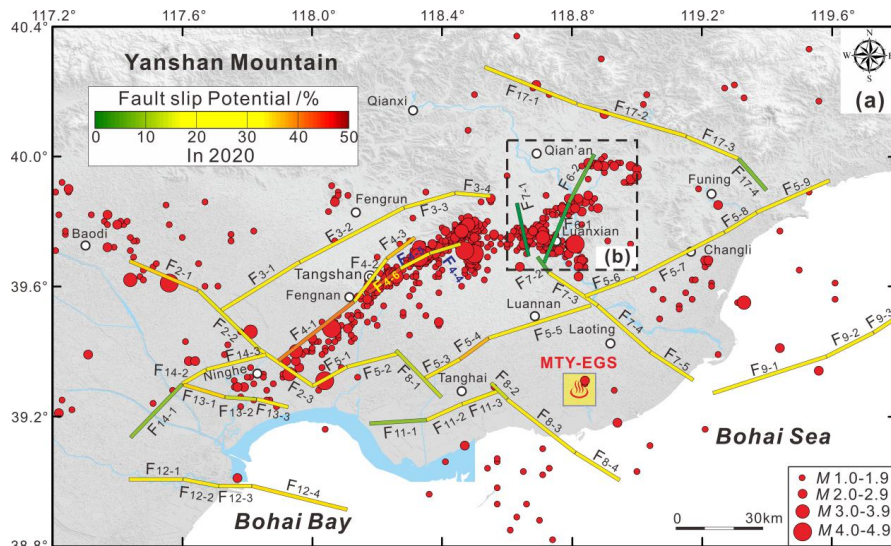 117.2 117.6 118.0 118.4 118.8 119.2 119.6
40.4
Yanshan Mountain
N
W E
S
(a)
Fault slip Potential /%
0 10 20 30 40 50
In 2020
Qianxi
F17-1
F17-2
F17-3
F17-4
40.0
Qian'an
F6-2
F7-1
F6-1
Luanxian
(b)
Funing
F5-9
F5-8
Changli
Fengrun
F3-4
F3-3
F3-2
F3-1
Baodi
F4-3
F4-2
Tangshan
F4-6
F4-4
Fengnan
F4-1
F7-2
F7-3
F5-6
F5-7
39.6
F2-1
F2-2
Luannan
F5-5
Laoting
F7-4
F7-5
F9-3
F9-2
F9-1
F14-3
F14-2
Ninghe
F2-3
F5-1
F5-2
F5-3
F5-4
F8-1
Tanghai
F8-2
MTY-EGS
39.2
F14-1
F13-1
F13-2
F13-3
F11-1
F11-2
F11-3
F8-3
F8-4
Bohai Sea
F12-1
F12-2
F12-3
F12-4
Bohai Bay
0 30km
M 1.0-1.9
M 2.0-2.9
M 3.0-3.9
M 4.0-4.9
38.8